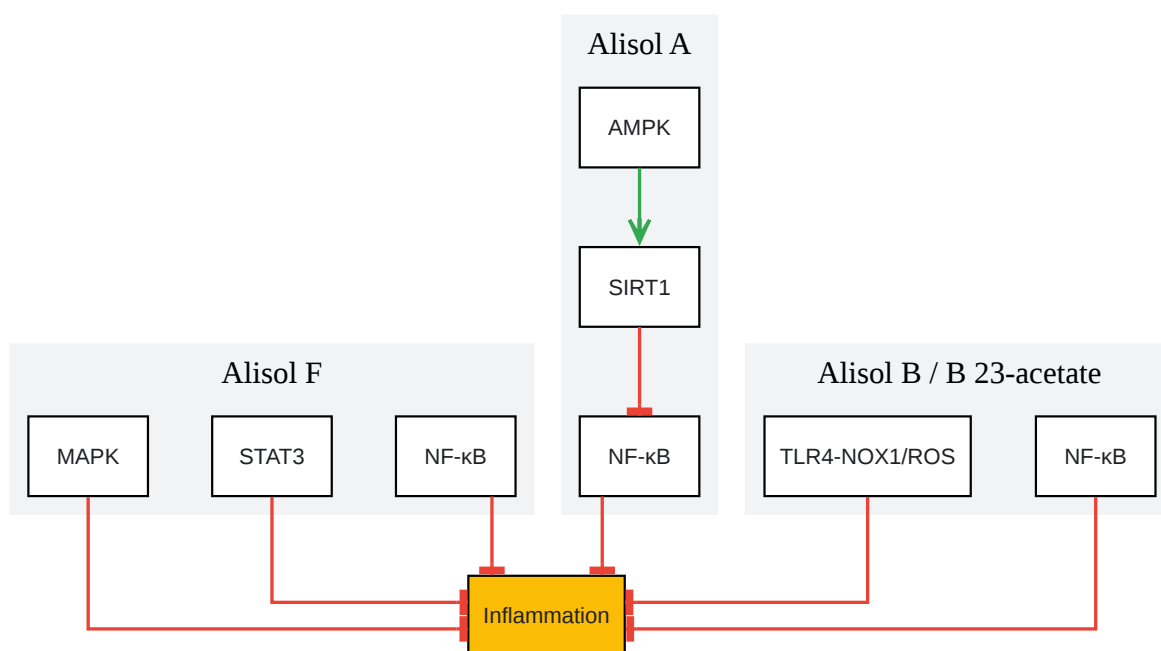 Alisol A
AMPK
SIRT1
Alisol F
Alisol B / B 23-acetate
MAPK
STAT3
NF-κB
NF-κB
TLR4-NOX1/ROS
NF-κB
Inflammation